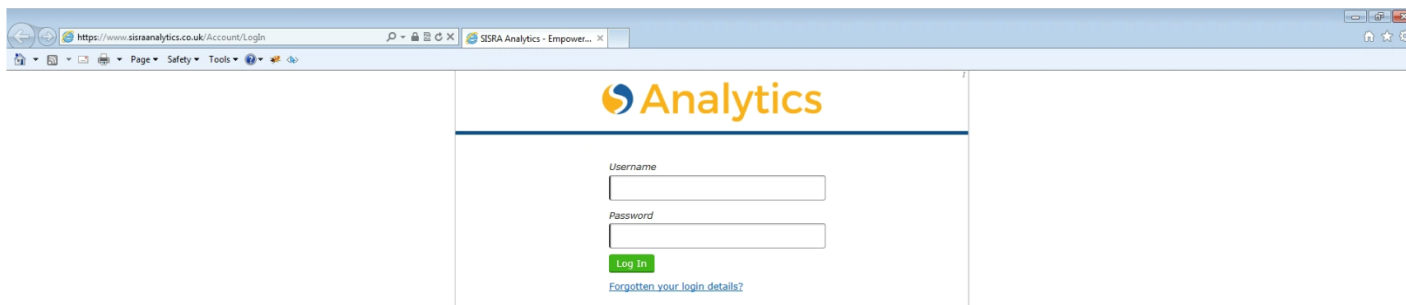 https://www.sisraanalytics.co.uk/Account/LogIn
SISRA Analytics - Empower...
Page Safety Tools
Analytics
Username
Password
Log In
Forgotten your login details?